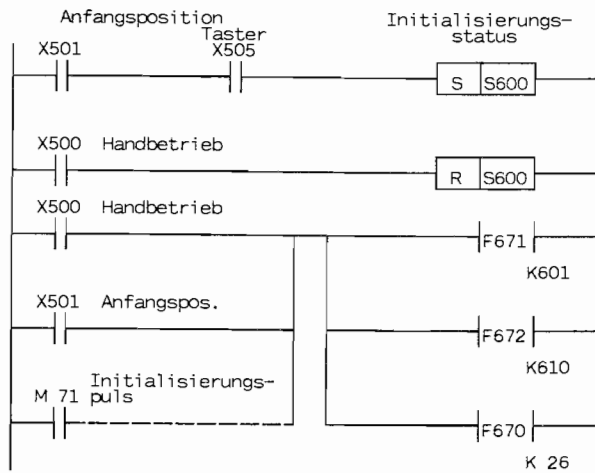 Anfangsposition
Initialisierungs-
status
Taster
X501
X505
S S600
X500 Handbetrieb
R S600
X500 Handbetrieb
F671
K601
X501 Anfangspos.
F672
K610
Initialisierungs-
puls
M 71
F670
K 26